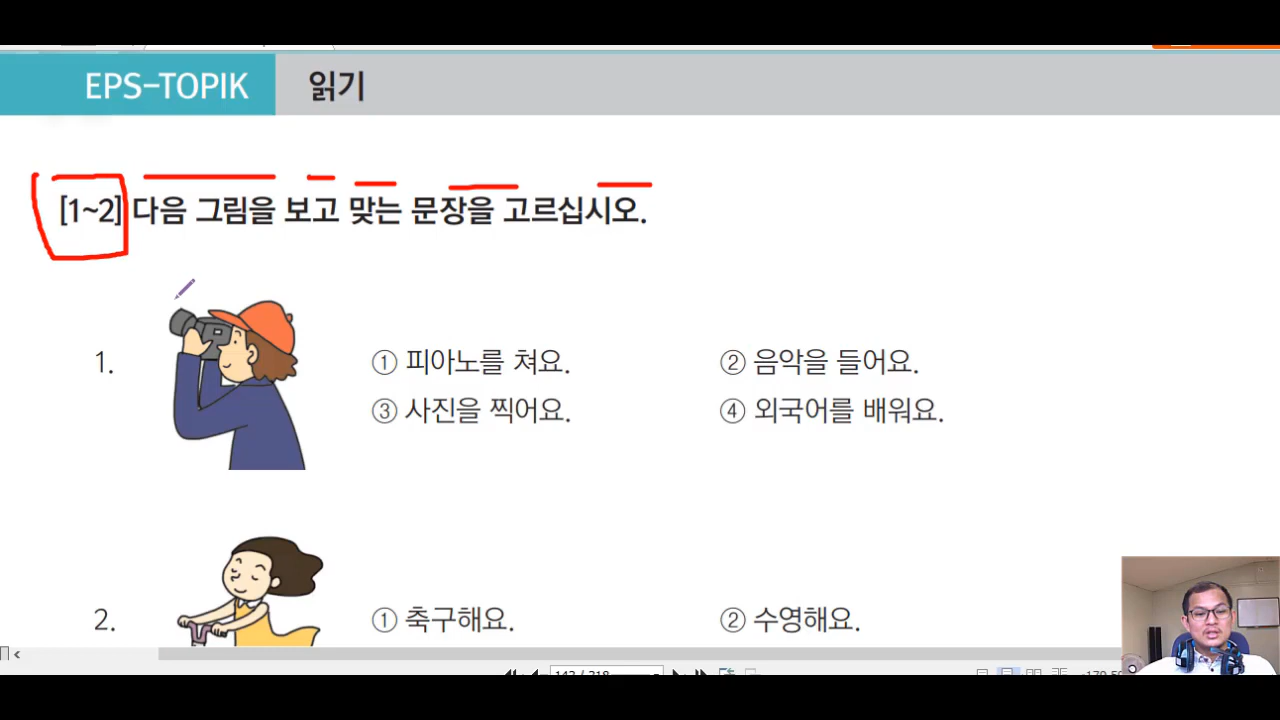 EPS-TOPIK 읽기
[1~2] 다음 그림을 보고 맞는 문장을 고르십시오.
1.
① 피아노를 쳐요. ② 음악을 들어요.
③ 사진을 찍어요. ④ 외국어를 배워요.
2.
① 축구해요. ② 수영해요.